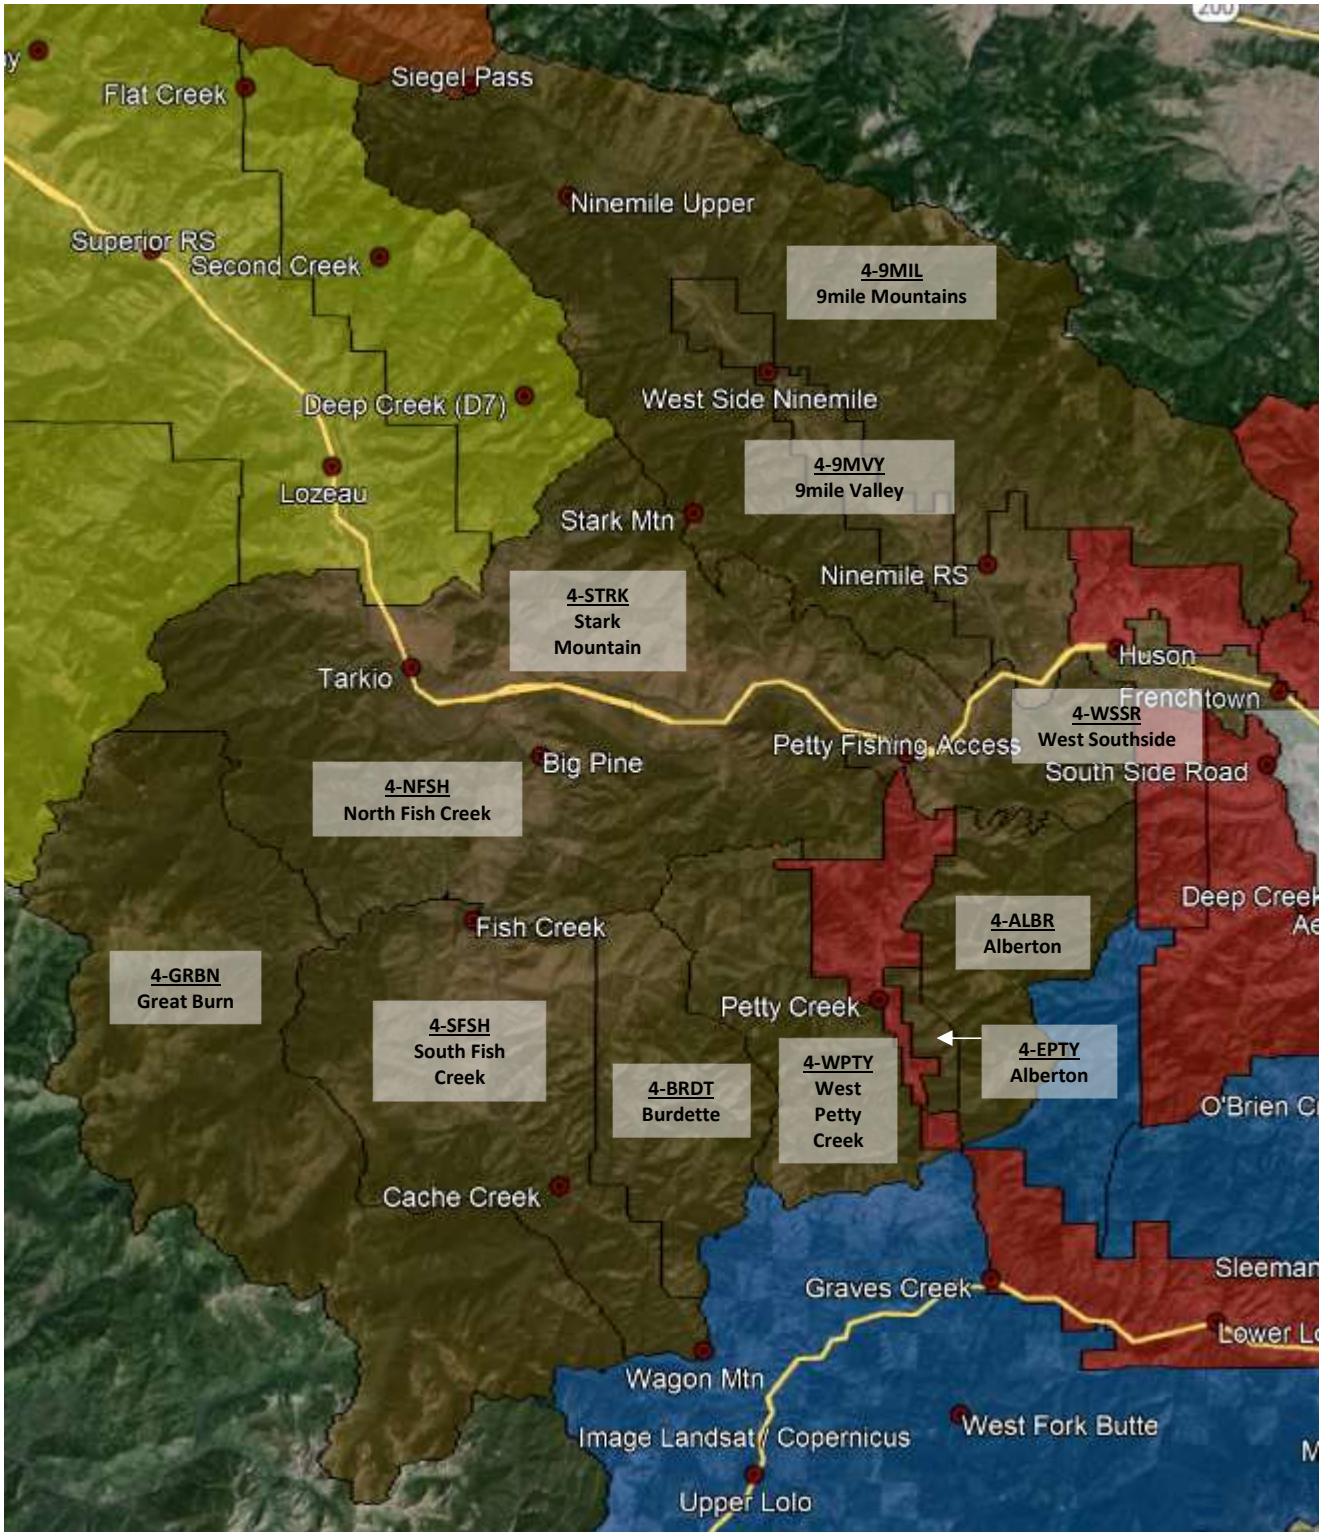 200
Siegel Pass
Flat Creek
Ninemile Upper
Superior RS
Second Creek
4-9MIL
9mile Mountains
West Side Ninemile
Deep Creek (D7)
4-9MVY
9mile Valley
Lozeau
Stark Mtn
Ninemile RS
4-STRK
Stark
Mountain
Tarkio
Huson
Frenchtown
4-WSSR
West Southside
Petty Fishing Access
South Side Road
Big Pine
4-NFSH
North Fish Creek
Deep Creek
Fish Creek
4-ALBR
Alberton
4-GRBN
Great Burn
Petty Creek
4-SFSH
South Fish
Creek
4-EPTY
Alberton
4-WPTY
West
Petty
Creek
4-BRDT
Burdette
O'Brien
Cache Creek
Graves Creek
Sleeman
Lower
Wagon Mtn
West Fork Butte
Image Landsat / Copernicus
Upper Lolo